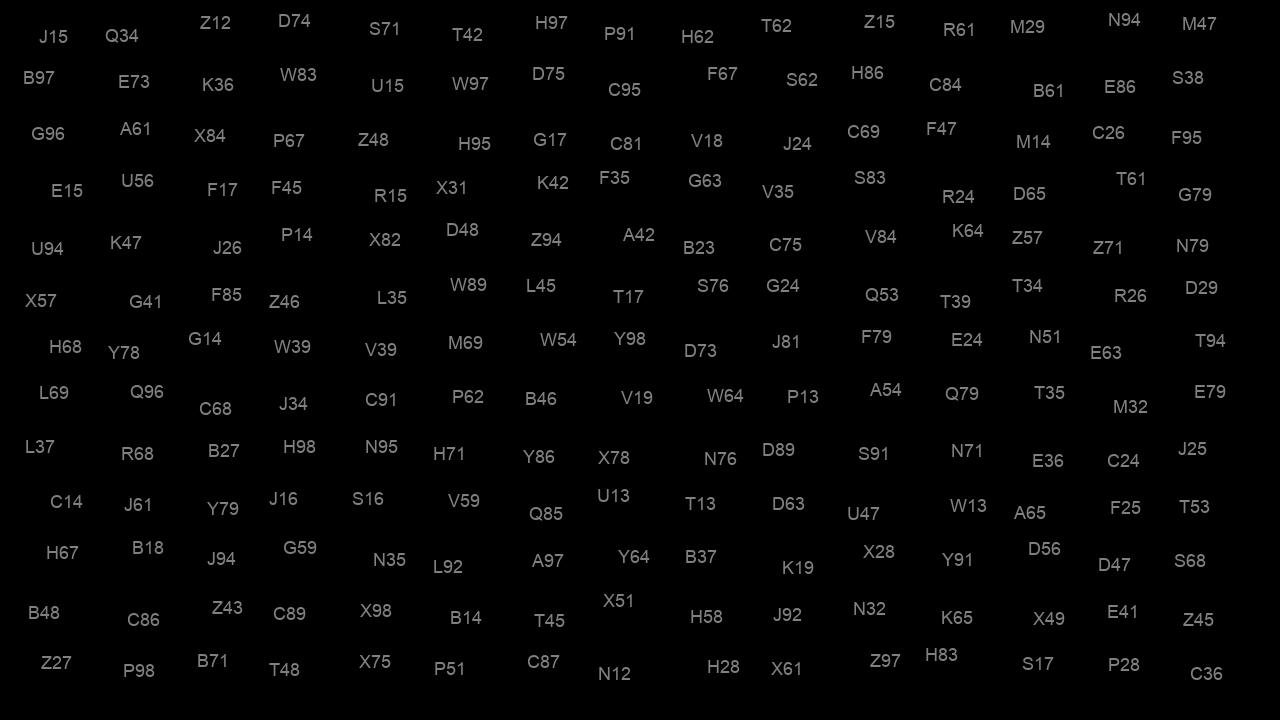 J15 Q34 Z12 D74 S71 T42 H97 P91 H62 T62 Z15 R61 M29 N94 M47
B97 E73 K36 W83 U15 W97 D75 C95 F67 S62 H86 C84 B61 E86 S38
G96 A61 X84 P67 Z48 H95 G17 C81 V18 J24 C69 F47 M14 C26 F95
E15 U56 F17 F45 R15 X31 K42 F35 G63 V35 S83 R24 D65 T61 G79
U94 K47 J26 P14 X82 D48 Z94 A42 B23 C75 V84 K64 Z57 Z71 N79
X57 G41 F85 Z46 L35 W89 L45 T17 S76 G24 Q53 T39 T34 R26 D29
H68 Y78 G14 W39 V39 M69 W54 Y98 D73 J81 F79 E24 N51 E63 T94
L69 Q96 C68 J34 C91 P62 B46 V19 W64 P13 A54 Q79 T35 M32 E79
L37 R68 B27 H98 N95 H71 Y86 X78 N76 D89 S91 N71 E36 C24 J25
C14 J61 Y79 J16 S16 V59 Q85 U13 T13 D63 U47 W13 A65 F25 T53
H67 B18 J94 G59 N35 L92 A97 Y64 B37 K19 X28 Y91 D56 D47 S68
B48 C86 Z43 C89 X98 B14 T45 X51 H58 J92 N32 K65 X49 E41 Z45
Z27 P98 B71 T48 X75 P51 C87 N12 H28 X61 Z97 H83 S17 P28 C36